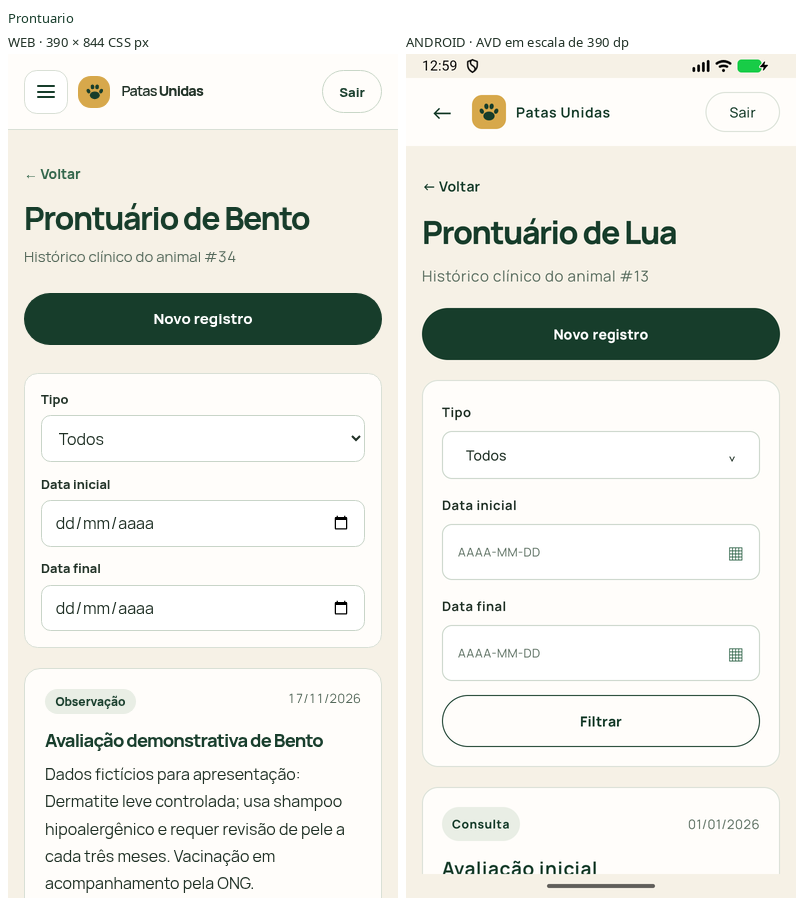 Prontuario
WEB · 390 × 844 CSS px
Patas Unidas
Sair
← Voltar
Prontuário de Bento
Histórico clínico do animal #34
Novo registro
Tipo
Todos
Data inicial
dd/mm/aaaa
Data final
dd/mm/aaaa
Observação
17/11/2026
Avaliação demonstrativa de Bento
Dados fictícios para apresentação:
Dermatite leve controlada; usa shampoo
hipoalergênico e requer revisão de pele a
cada três meses. Vacinação em
acompanhamento pela ONG.
ANDROID · AVD em escala de 390 dp
12:59
← Patas Unidas
Sair
← Voltar
Prontuário de Lua
Histórico clínico do animal #13
Novo registro
Tipo
Todos
Data inicial
AAAA-MM-DD
Data final
AAAA-MM-DD
Filtrar
Consulta
01/01/2026
Avaliação inicial